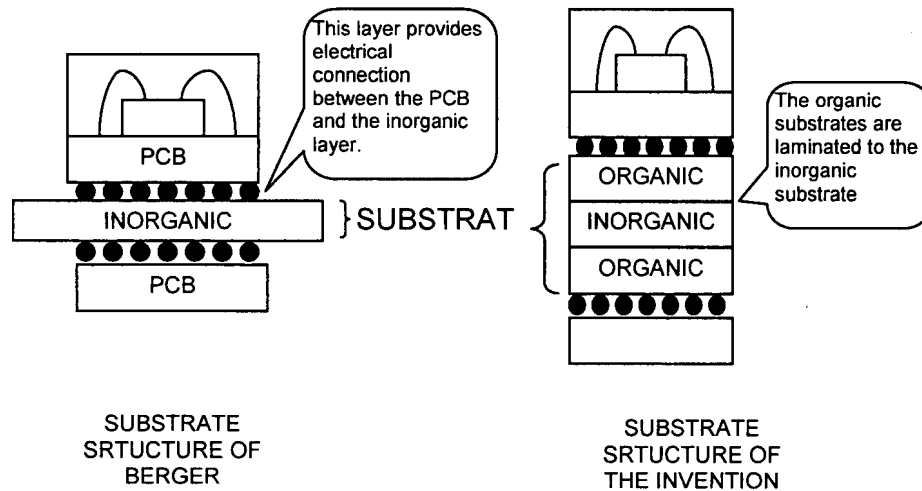 This layer provides
electrical
connection
between the PCB
and the inorganic
layer.
PCB
INORGANIC
PCB
SUBSTRAT
The organic
substrates are
laminated to the
inorganic
substrate
ORGANIC
INORGANIC
ORGANIC
SUBSTRATE
SRTUCTURE OF
BERGER
SUBSTRATE
SRTUCTURE OF
THE INVENTION